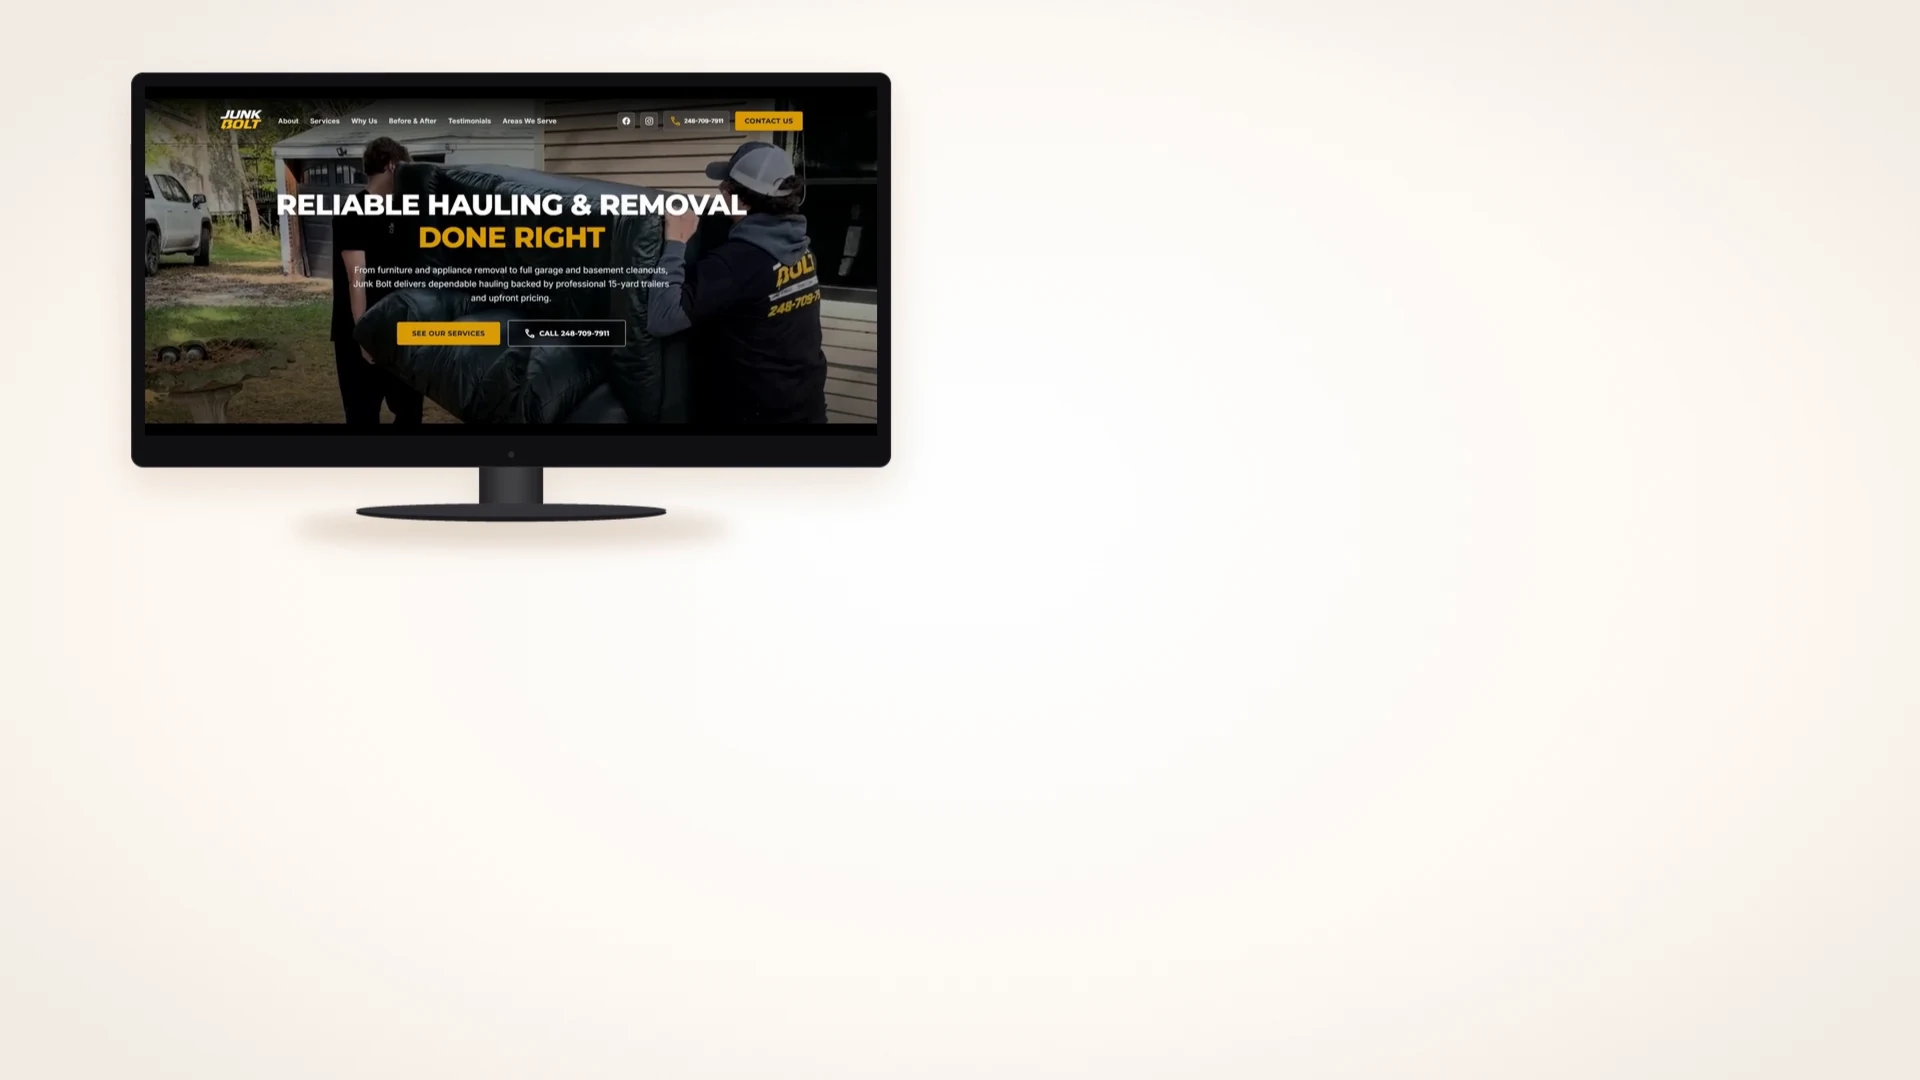 JUNK
BOLT
About Services Why Us Before & After Testimonials Areas We Serve
248-709-7911
CONTACT US
RELIABLE HAULING & REMOVAL
DONE RIGHT
From furniture and appliance removal to full garage and basement cleanouts,
Junk Bolt delivers dependable hauling backed by professional 15-yard trailers
and upfront pricing.
SEE OUR SERVICES
CALL 248-709-7911
BOLT
248-709-7